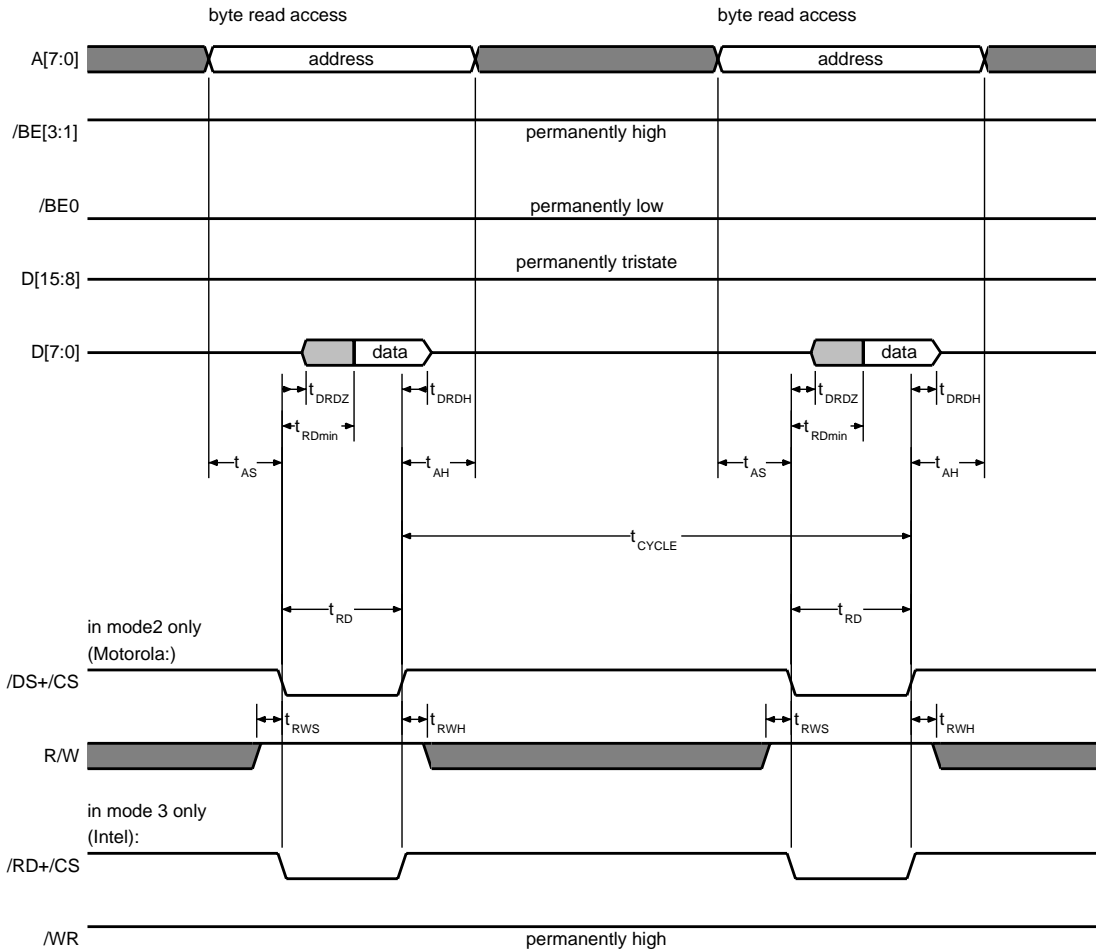 byte read access byte read access
A[7:0] address address
/BE[3:1] permanently high
/BE0 permanently low
D[15:8] permanently tristate
D[7:0] data data
tDRDZ tDRDH tDRDZ tDRDH
tRDmin tRDmin
tAS tAH tAS tAH
tCYCLE
tRD tRD
in mode2 only
(Motorola:)
/DS+/CS
tRWS tRWH tRWS tRWH
R/W
in mode 3 only
(Intel):
/RD+/CS
/WR permanently high